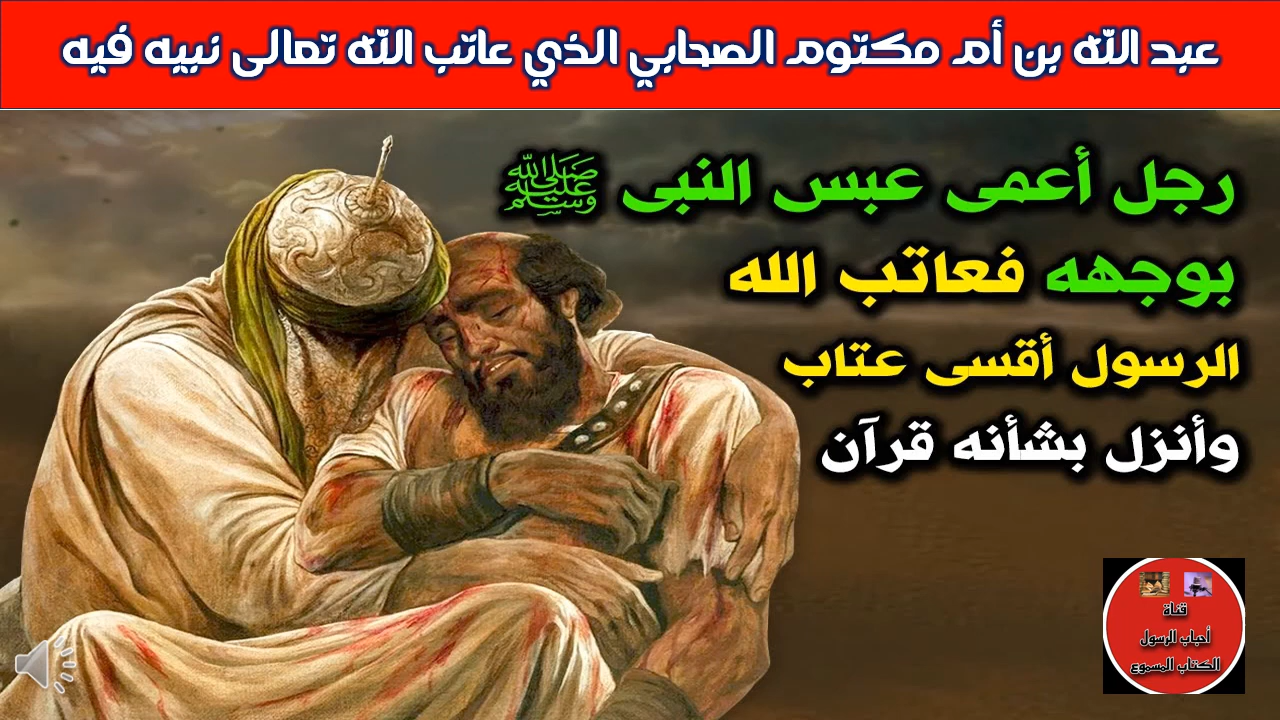 عبد الله بن أم مكتوم الصحابي الذي عاتب الله تعالى نبيه فيه
رجل أعمى عبس النبى ﷺ
بوجهه فعاتب الله
الرسول أقسى عتاب
وأنزل بشأنه قرآن
قناة
أحباب الرسول
الكتاب المسموع